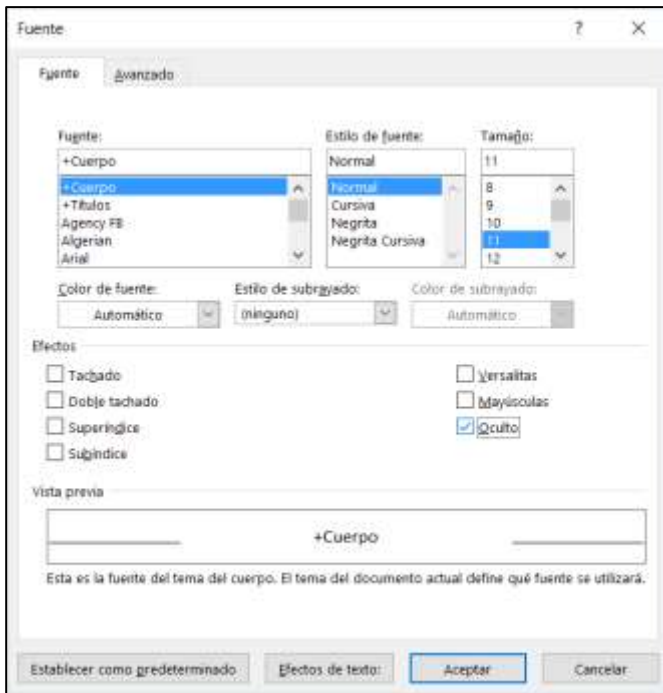 Fuente ?
Fuente Avanzado
Fuente: Estilo de fuente: Tamaño:
+Cuerpo Normal 11
+Cuerpo Normal 8
+Títulos Cursiva 9
Agency FB Negrita 10
Algerian Negrita Cursiva 11
Arial 12
Color de fuente: Estilo de subrayado: Color de subrayado:
Automático (ninguno) Automático
Efectos
Tachado Versalitas
Doble tachado Mayúsculas
Superíndice Oculto
Subíndice
Vista previa
+Cuerpo
Esta es la fuente del tema del cuerpo. El tema del documento actual define qué fuente se utilizará.
Establecer como predeterminado Efectos de texto: Aceptar Cancelar